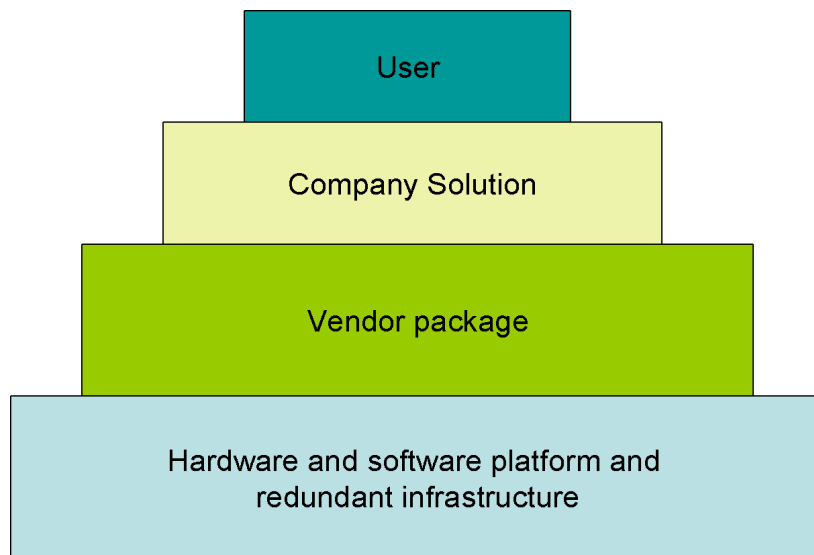 User
Company Solution
Vendor package
Hardware and software platform and
redundant infrastructure